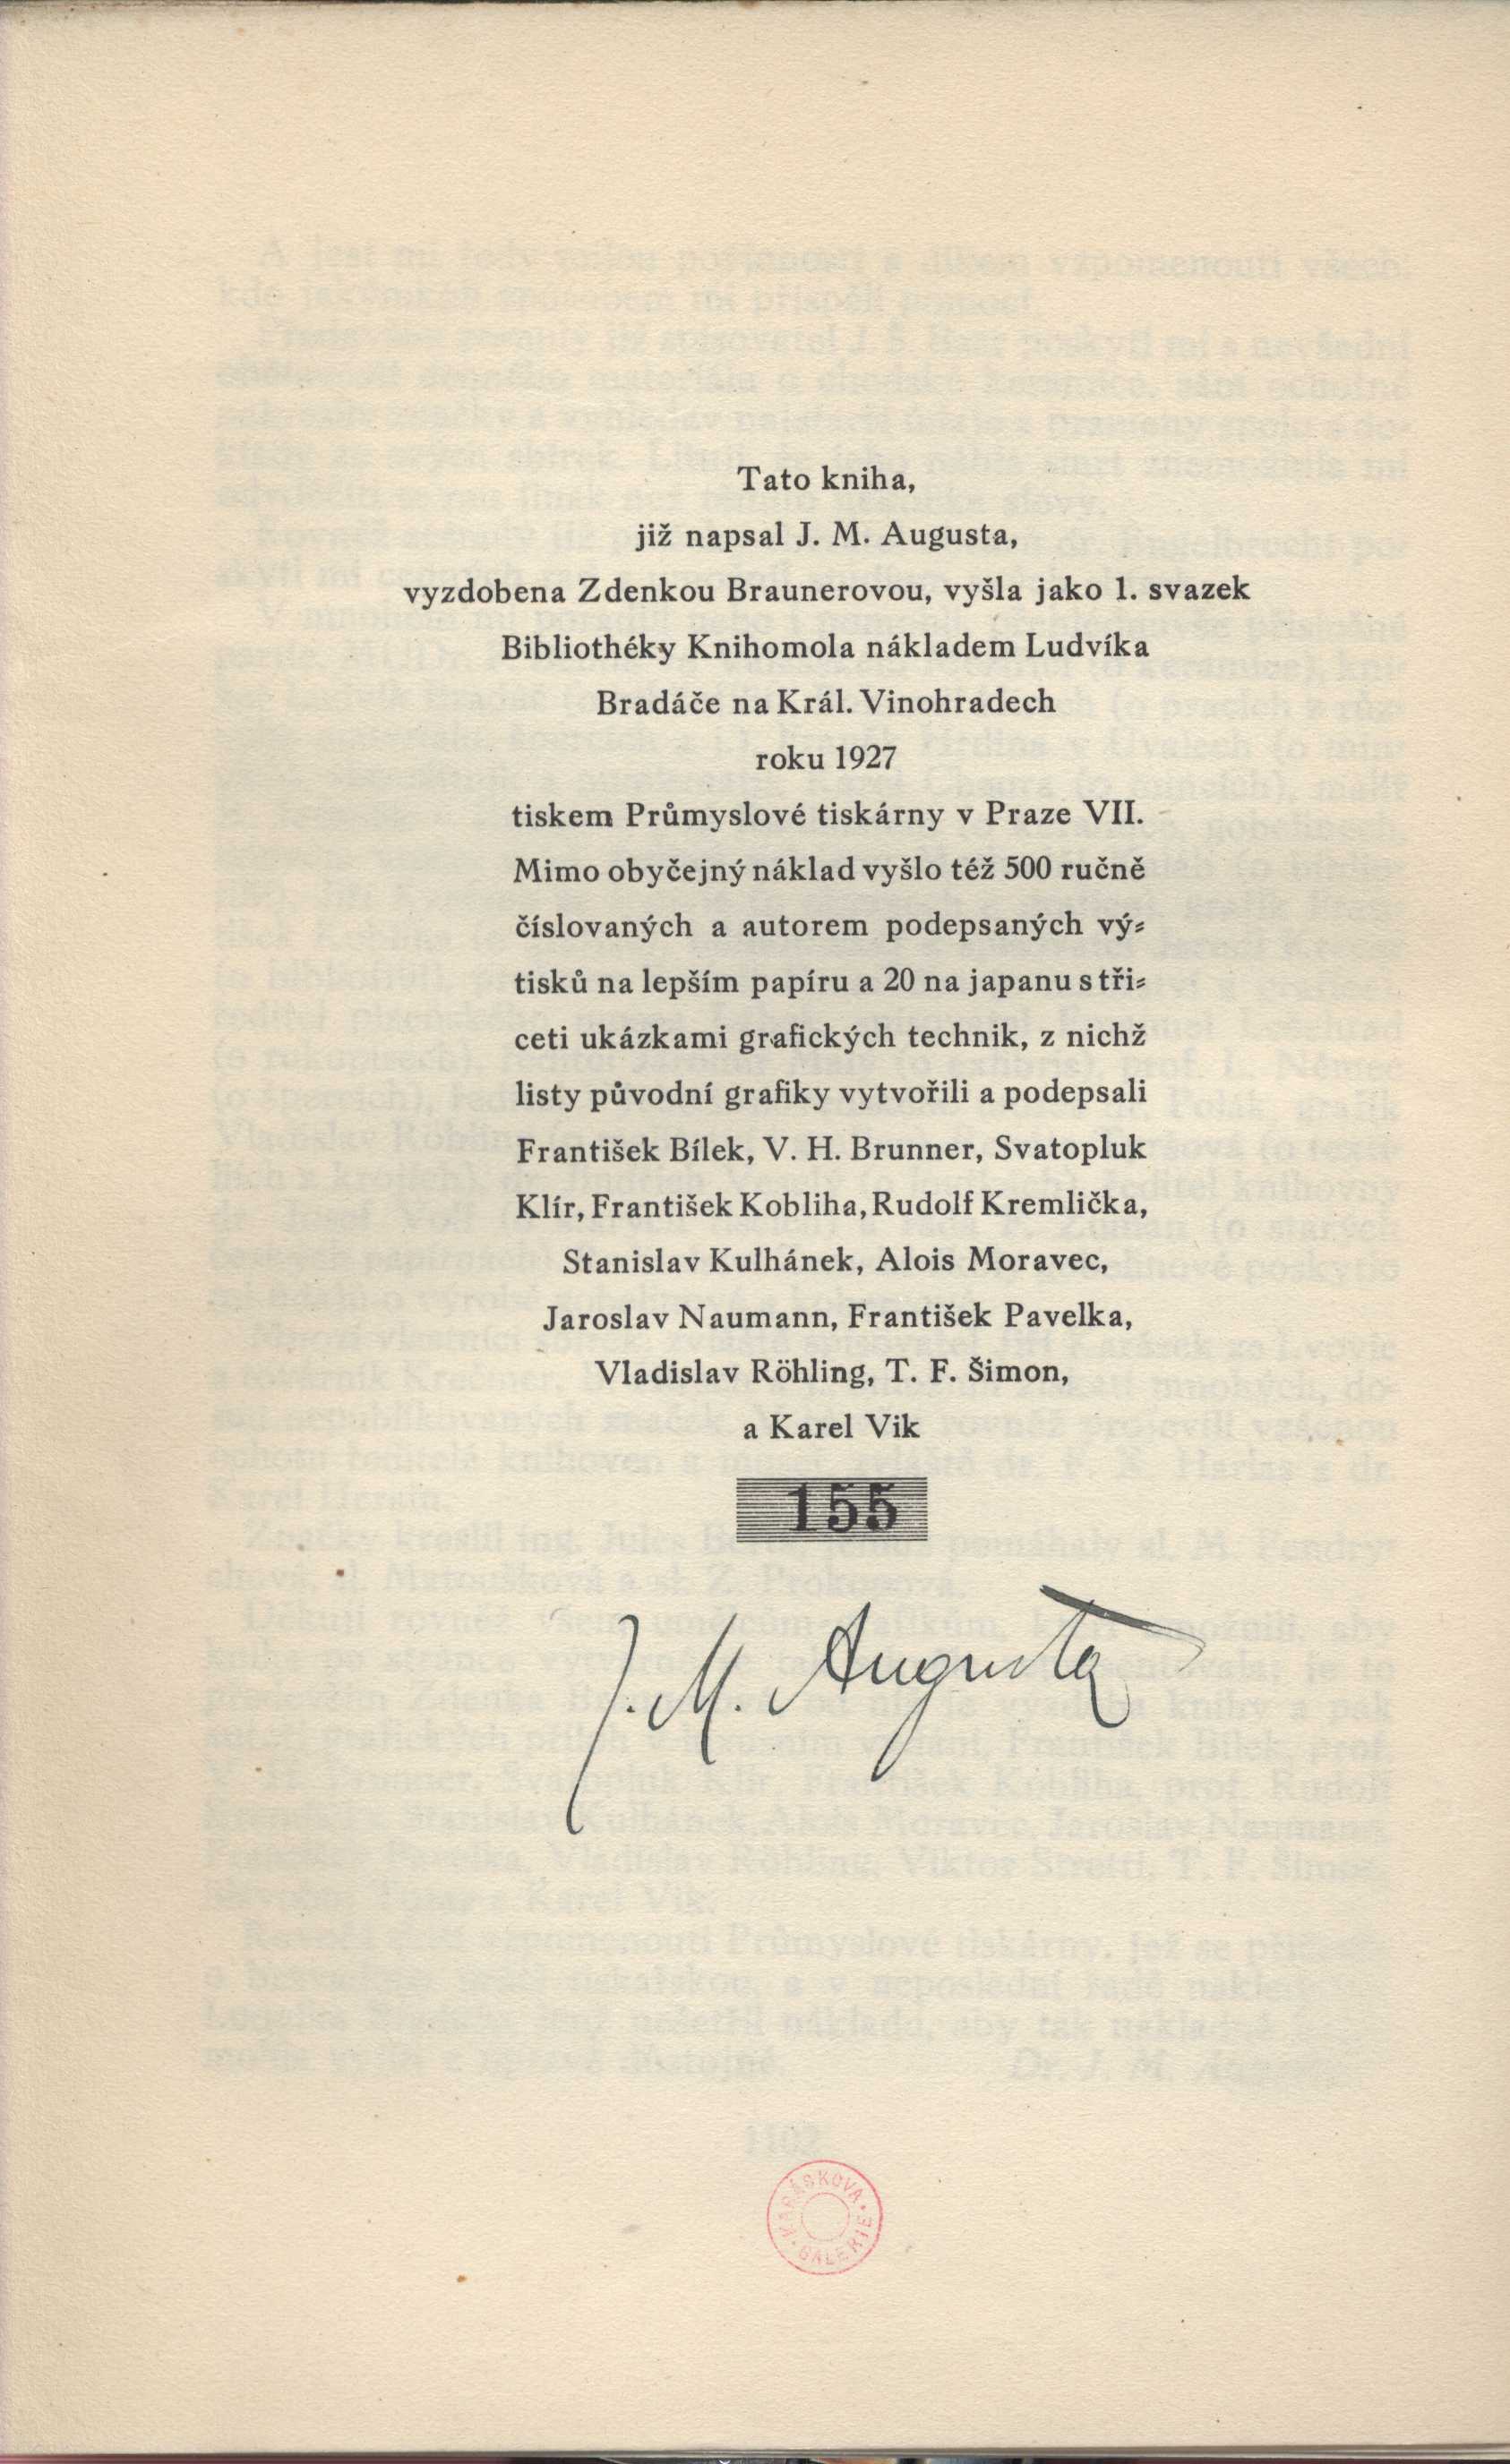 Tato kniha,
již napsal J. M. Augusta,
vyzdobena Zdenkou Braunerovou, vyšla jako 1. svazek
Bibliothéky Knihomola nákladem Ludvíka
Bradáče na Král. Vinohradech
roku 1927
tiskem Průmyslové tiskárny v Praze VII.
Mimo obyčejný náklad vyšlo též 500 ručně
číslovaných a autorem podepsaných vý⸗
tisků na lepším papíru a 20 na japanu s tři⸗
ceti ukázkami grafických technik, z nichž
listy původní grafiky vytvořili a podepsali
František Bílek, V. H. Brunner, Svatopluk
Klír, František Kobliha, Rudolf Kremlička,
Stanislav Kulhánek, Alois Moravec,
Jaroslav Naumann, František Pavelka,
Vladislav Röhling, T. F. Šimon,
a Karel Vik
155
J. M. Augusta
KARÁSKOVA GALERIE